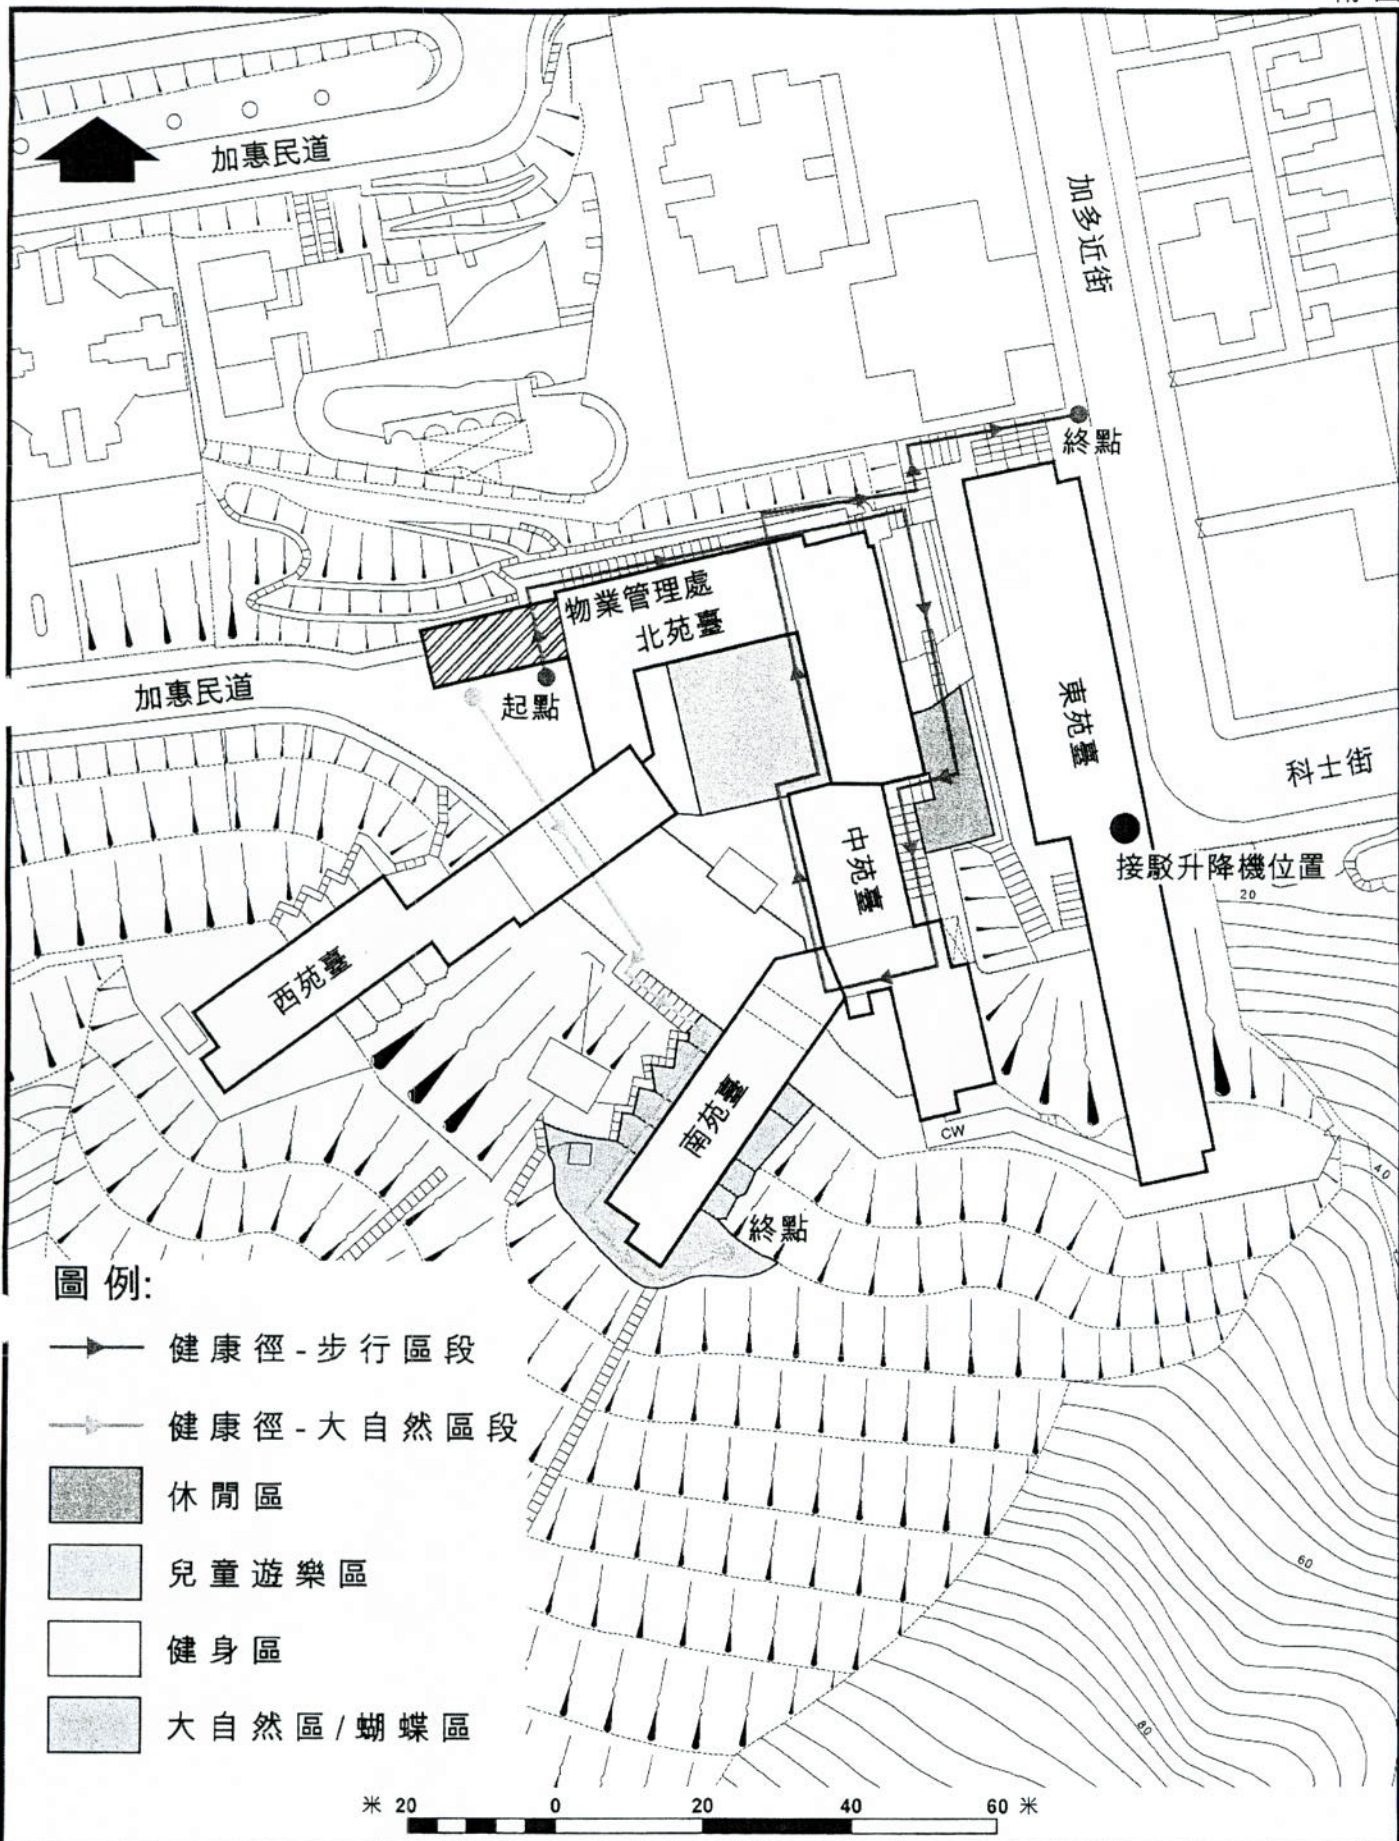 加惠民道
加多近街
終點
物業管理處
北苑臺
加惠民道
起點
東苑臺
科士街
中苑臺
接駁升降機位置
20
西苑臺
南苑臺
CW
40
終點
圖例:
健康徑-步行區段
健康徑-大自然區段
休閒區
兒童遊樂區
健身區
大自然區/蝴蝶區
60
80
米 20 0 20 40 60 米